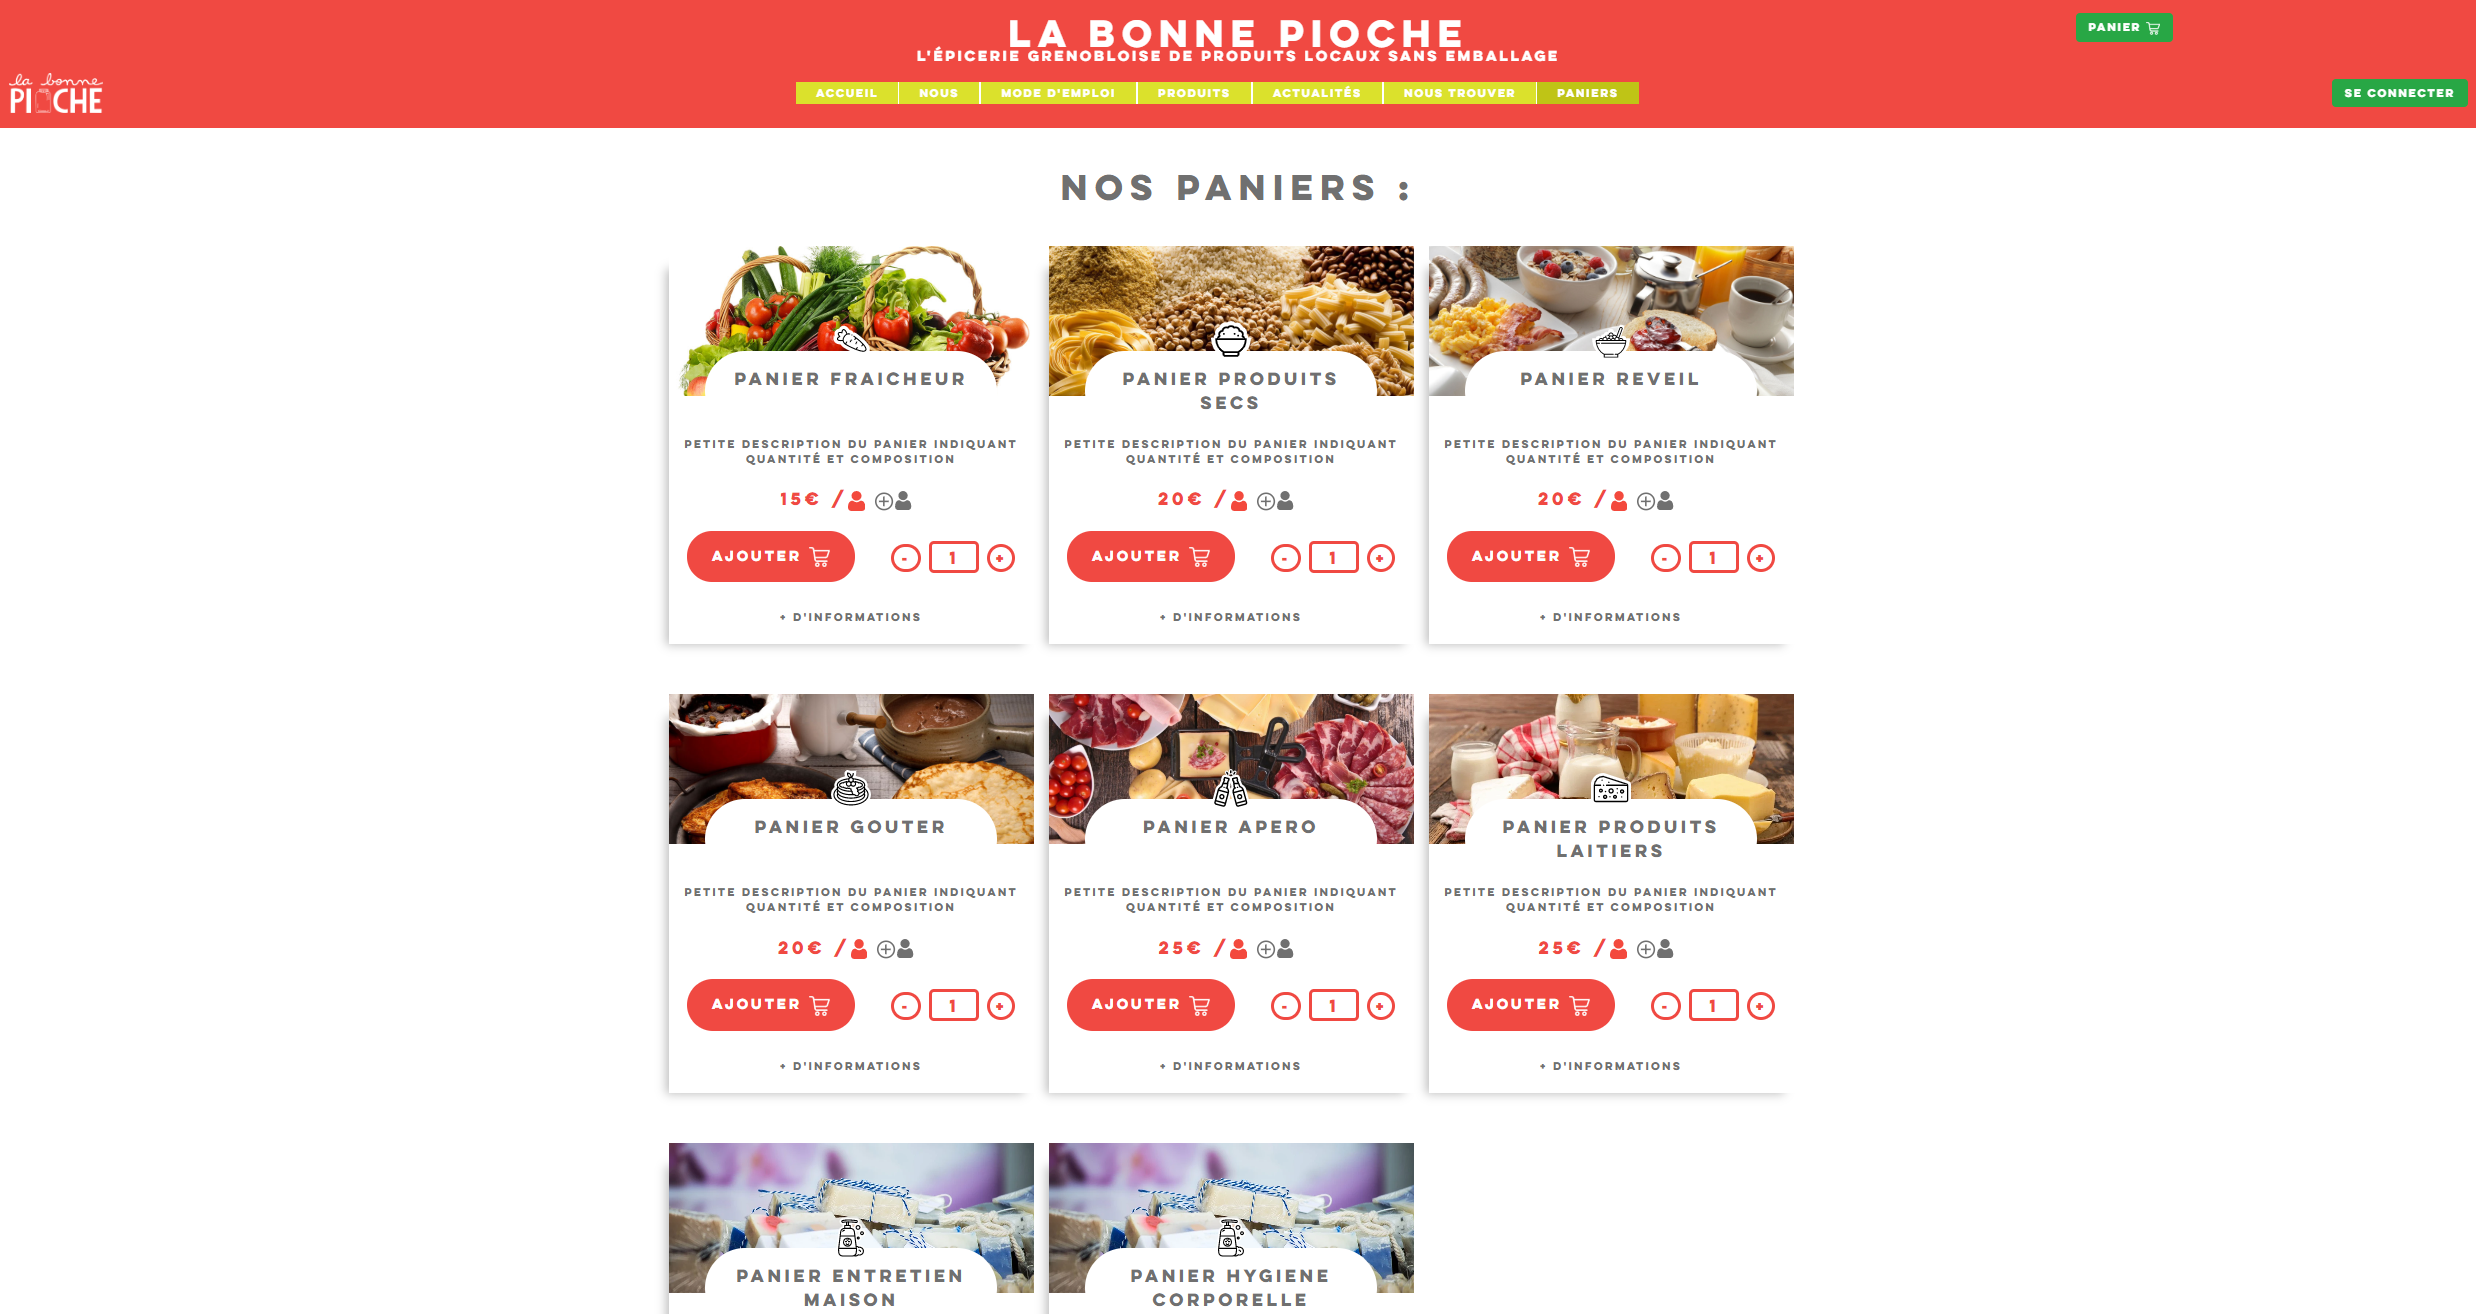 LA BONNE PIOCHE
L'ÉPICERIE GRENOBLOISE DE PRODUITS LOCAUX SANS EMBALLAGE
PANIER
la bonne
PIOCHE
ACCUEIL NOUS MODE D'EMPLOI PRODUITS ACTUALITÉS NOUS TROUVER PANIERS
SE CONNECTER
NOS PANIERS :
PANIER FRAICHEUR
PETITE DESCRIPTION DU PANIER INDIQUANT
QUANTITÉ ET COMPOSITION
15€ /
AJOUTER - 1 +
+ D'INFORMATIONS
PANIER PRODUITS
SECS
PETITE DESCRIPTION DU PANIER INDIQUANT
QUANTITÉ ET COMPOSITION
20€ /
AJOUTER - 1 +
+ D'INFORMATIONS
PANIER REVEIL
PETITE DESCRIPTION DU PANIER INDIQUANT
QUANTITÉ ET COMPOSITION
20€ /
AJOUTER - 1 +
+ D'INFORMATIONS
PANIER GOUTER
PETITE DESCRIPTION DU PANIER INDIQUANT
QUANTITÉ ET COMPOSITION
20€ /
AJOUTER - 1 +
+ D'INFORMATIONS
PANIER APERO
PETITE DESCRIPTION DU PANIER INDIQUANT
QUANTITÉ ET COMPOSITION
25€ /
AJOUTER - 1 +
+ D'INFORMATIONS
PANIER PRODUITS
LAITIERS
PETITE DESCRIPTION DU PANIER INDIQUANT
QUANTITÉ ET COMPOSITION
25€ /
AJOUTER - 1 +
+ D'INFORMATIONS
PANIER ENTRETIEN
MAISON
PANIER HYGIENE
CORPORELLE